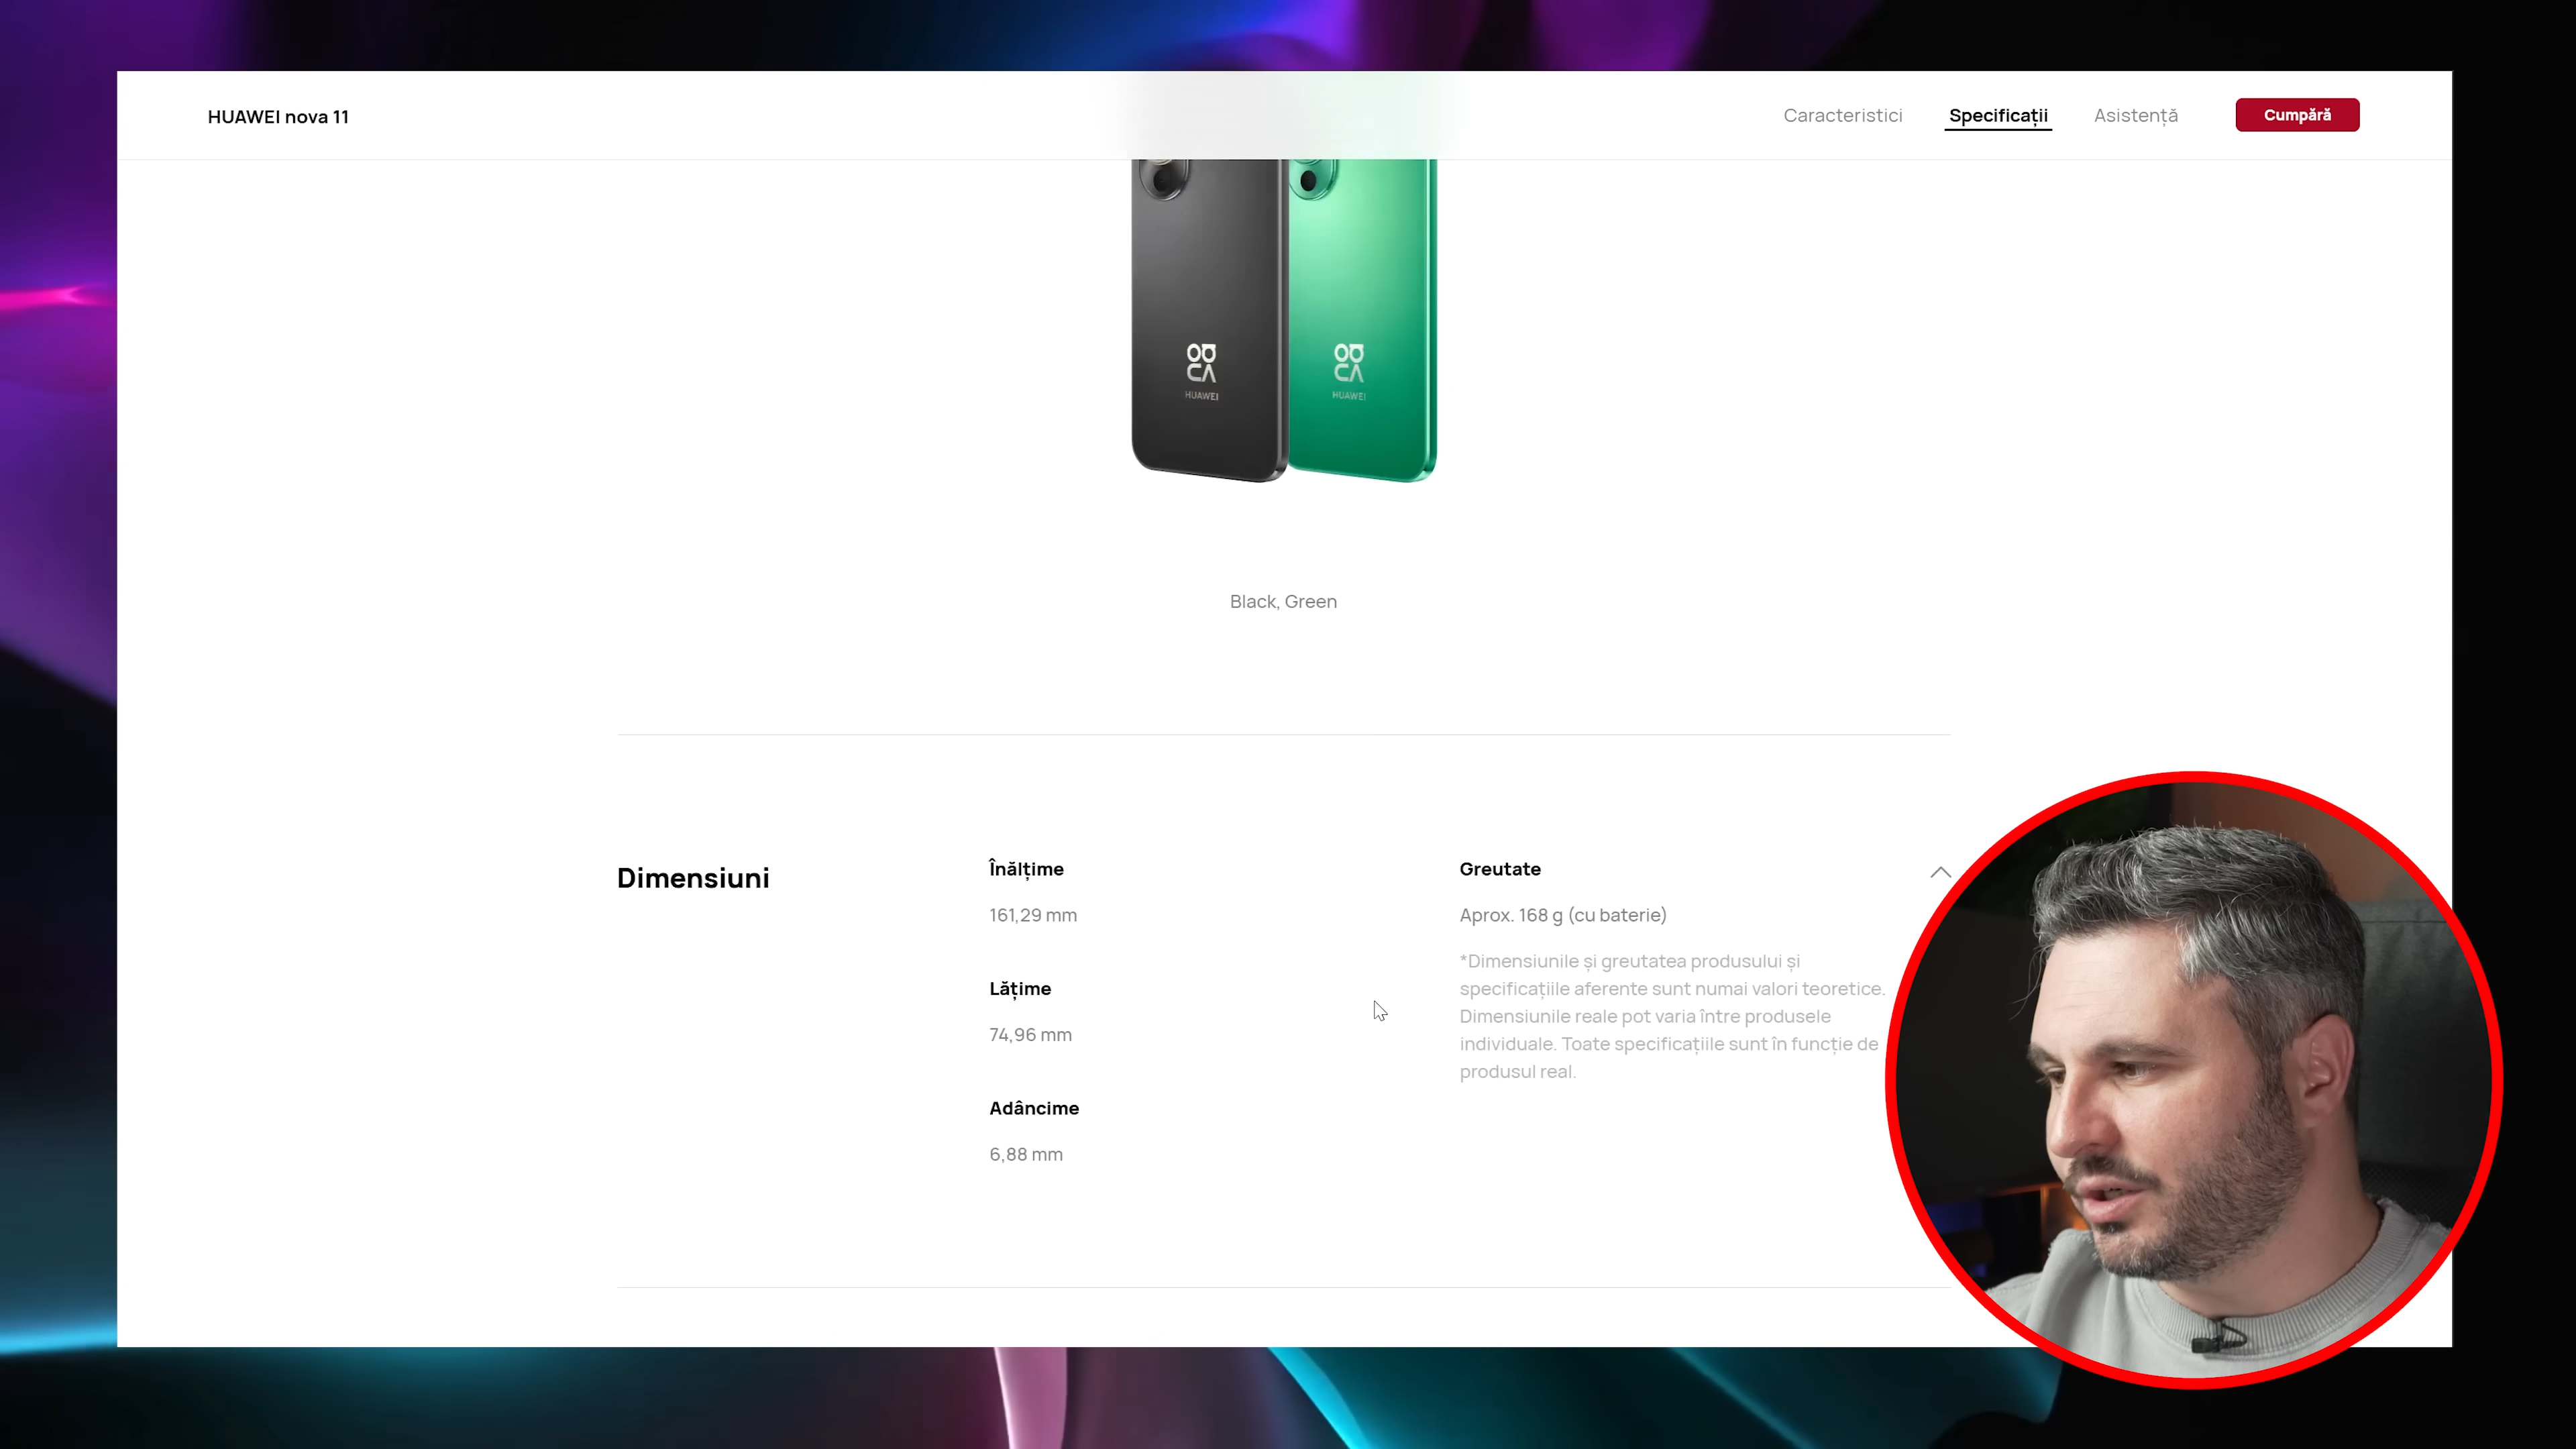 HUAWEI nova 11
Caracteristici
Specificații
Asistență
Cumpără
HUAWEI
HUAWEI
Black, Green
Dimensiuni
Înălțime
161,29 mm
Lățime
74,96 mm
Adâncime
6,88 mm
Greutate
Aprox. 168 g (cu baterie)
*Dimensiunile și greutatea produsului și
specificațiile aferente sunt numai valori teoretice.
Dimensiunile reale pot varia între produsele
individuale. Toate specificațiile sunt în funcție de
produsul real.